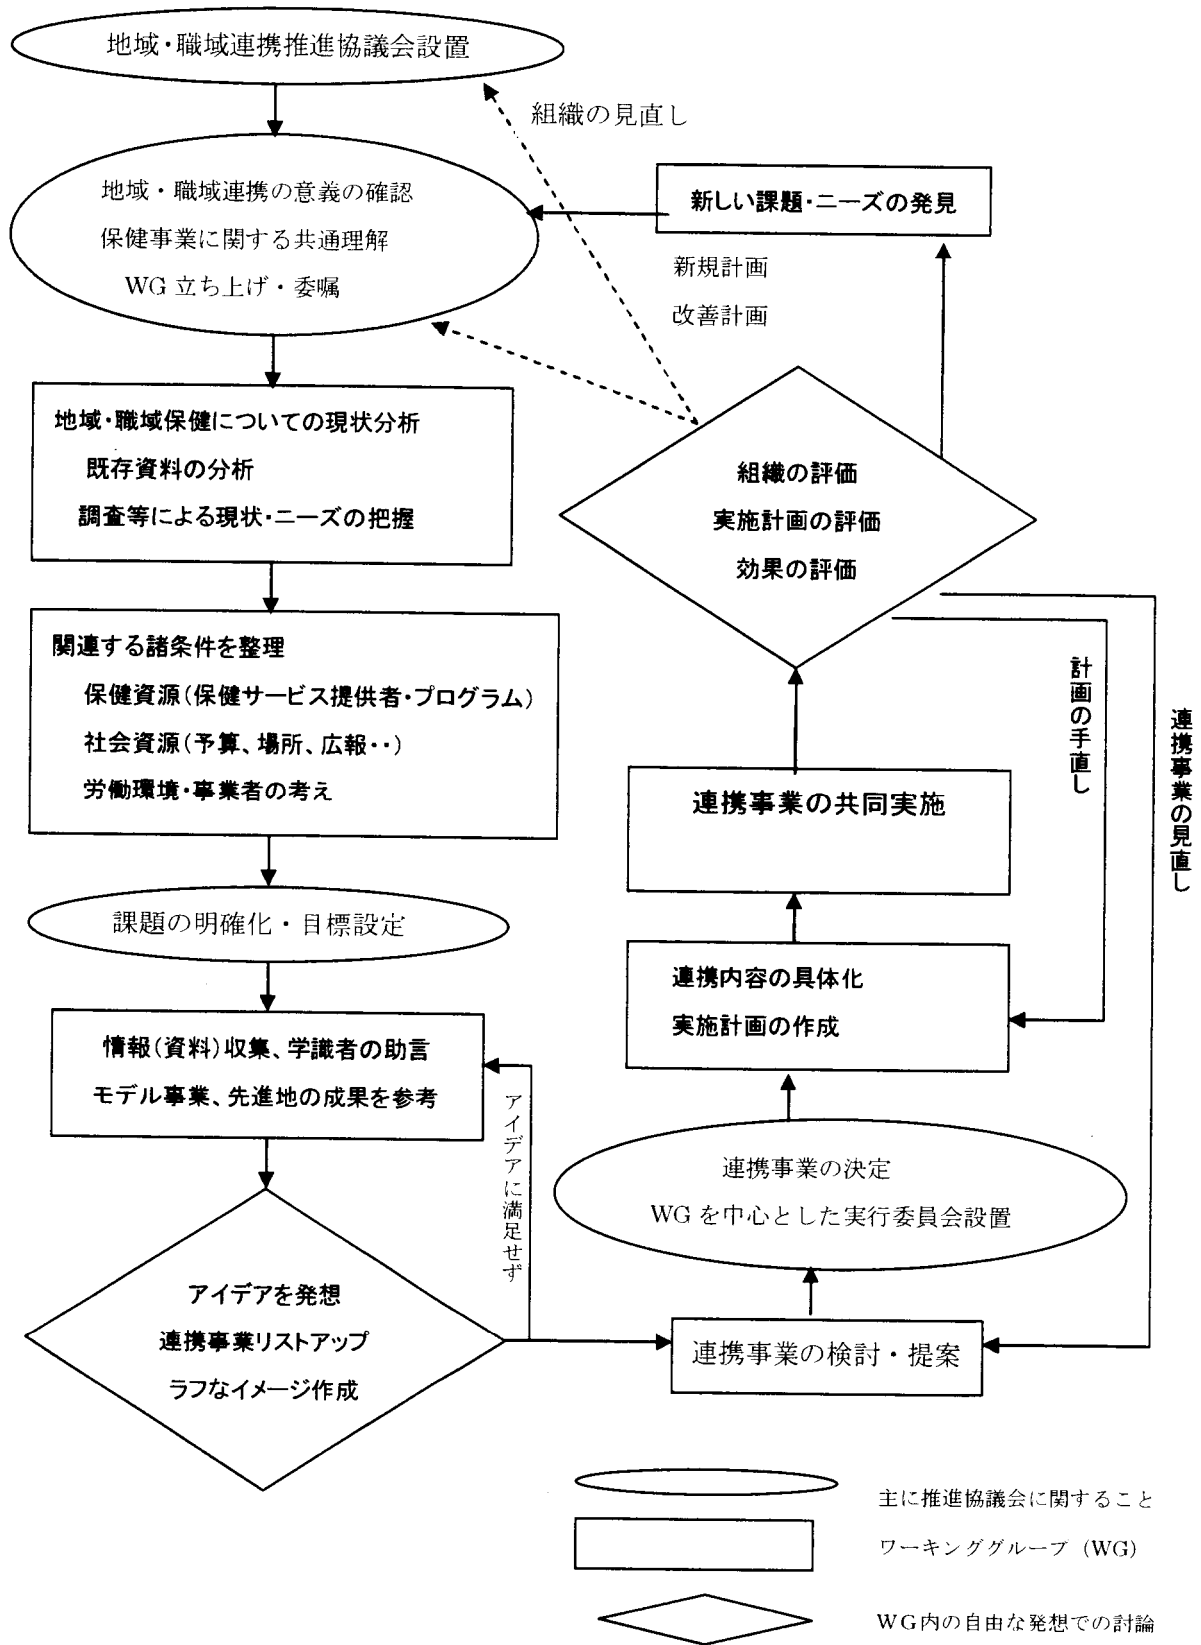 地域・職域連携推進協議会設置
組織の見直し
地域・職域連携の意義の確認
保健事業に関する共通理解
WG 立ち上げ・委嘱
新しい課題・ニーズの発見
新規計画
改善計画
地域・職域保健についての現状分析
既存資料の分析
調査等による現状・ニーズの把握
組織の評価
実施計画の評価
効果の評価
関連する諸条件を整理
保健資源(保健サービス提供者・プログラム)
社会資源(予算、場所、広報・・)
労働環境・事業者の考え
計画の手直し
連携事業の見直し
連携事業の共同実施
課題の明確化・目標設定
連携内容の具体化
実施計画の作成
情報(資料)収集、学識者の助言
モデル事業、先進地の成果を参考
アイデアに満足せず
連携事業の決定
WG を中心とした実行委員会設置
アイデアを発想
連携事業リストアップ
ラフなイメージ作成
連携事業の検討・提案
主に推進協議会に関すること
ワーキンググループ (WG)
WG内の自由な発想での討論